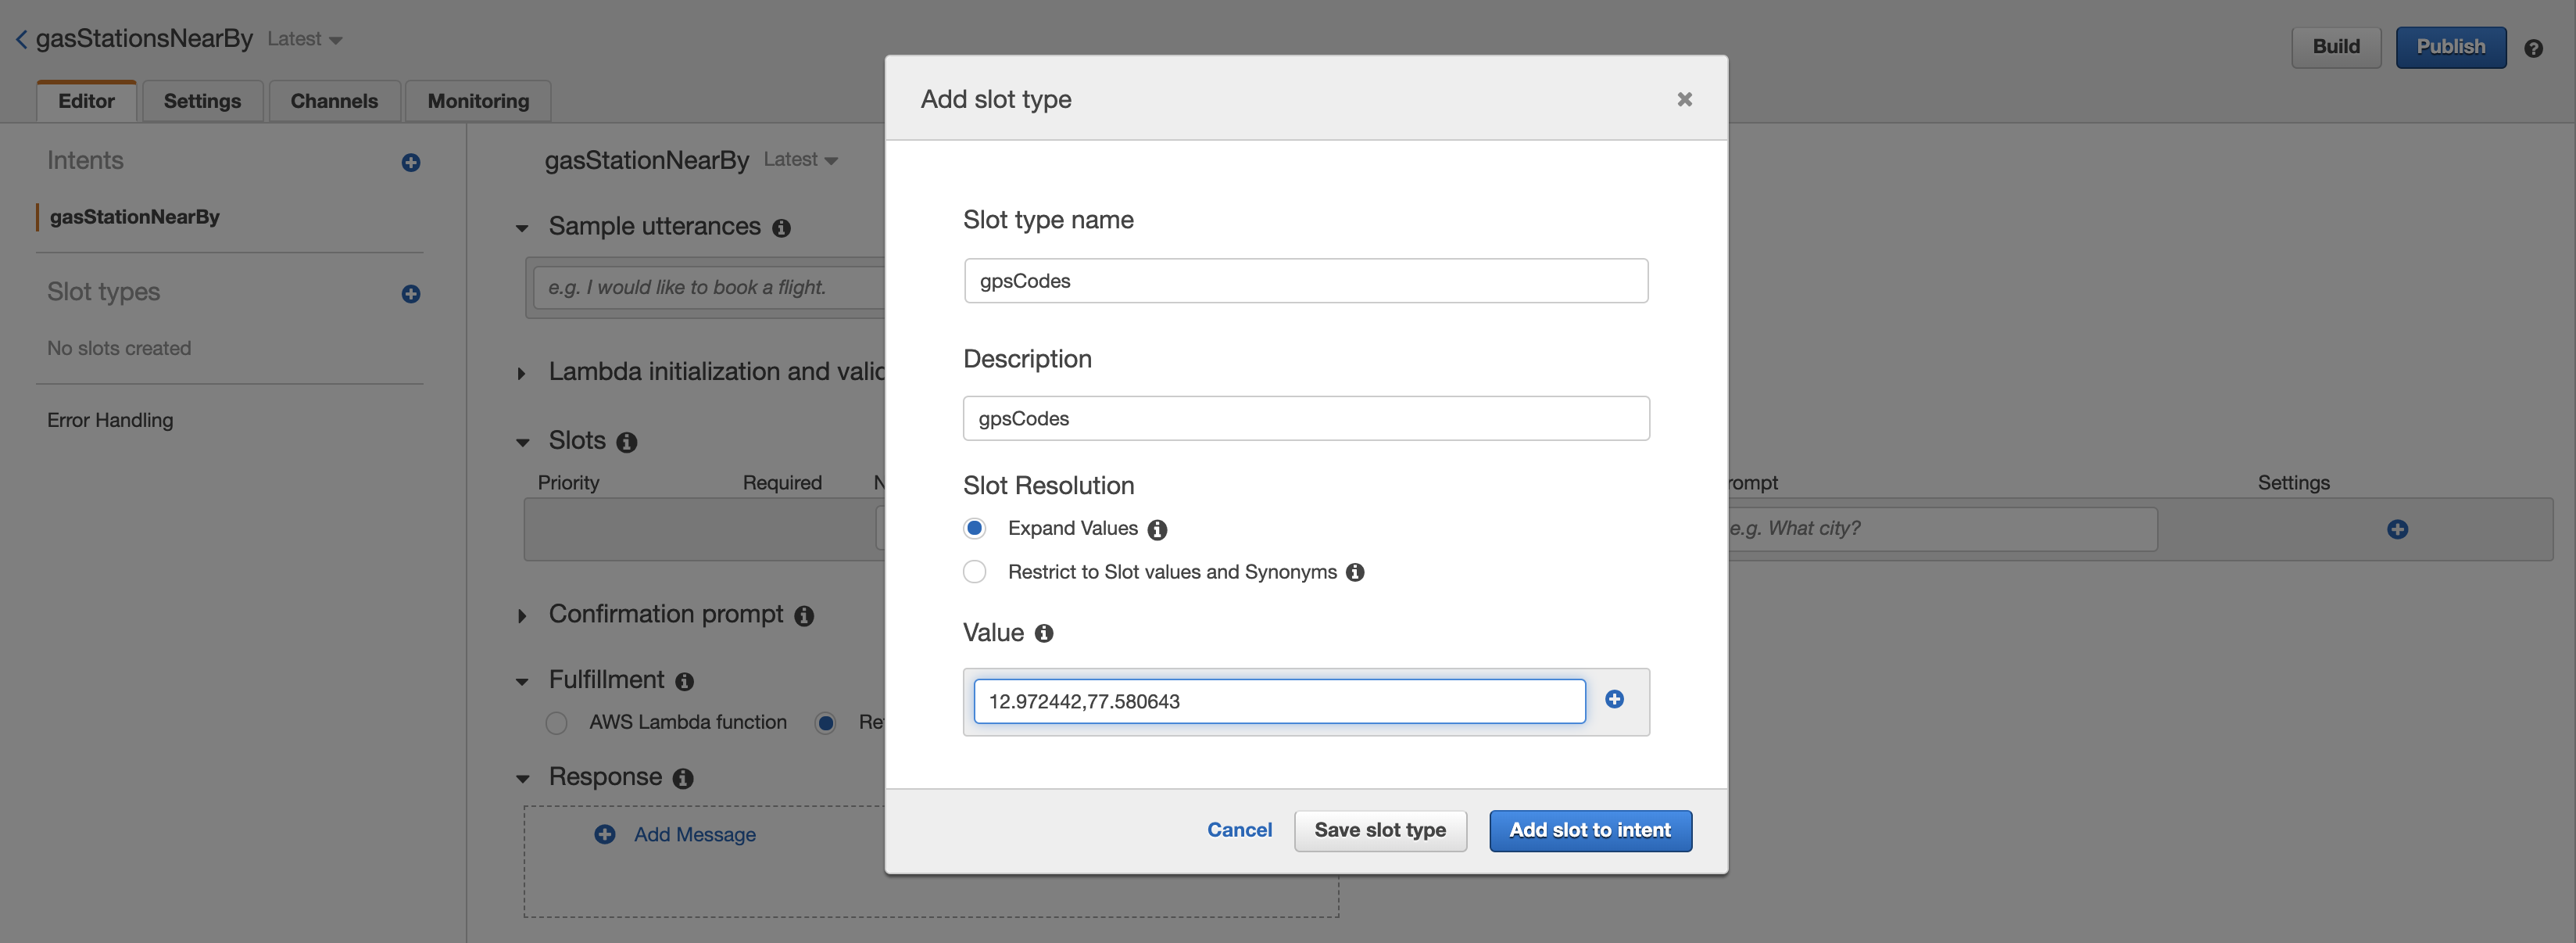 gasStationsNearBy Latest
Build Publish
Editor Settings Channels Monitoring
Intents
gasStationNearBy
Slot types
No slots created
Error Handling
gasStationNearBy Latest
Sample utterances
e.g. I would like to book a flight.
Lambda initialization and valid
Slots
Priority Required N
rompt Settings
e.g. What city?
Confirmation prompt
Fulfillment
AWS Lambda function Re
Response
Add Message
Add slot type
Slot type name
gpsCodes
Description
gpsCodes
Slot Resolution
Expand Values
Restrict to Slot values and Synonyms
Value
12.972442,77.580643
Cancel Save slot type Add slot to intent